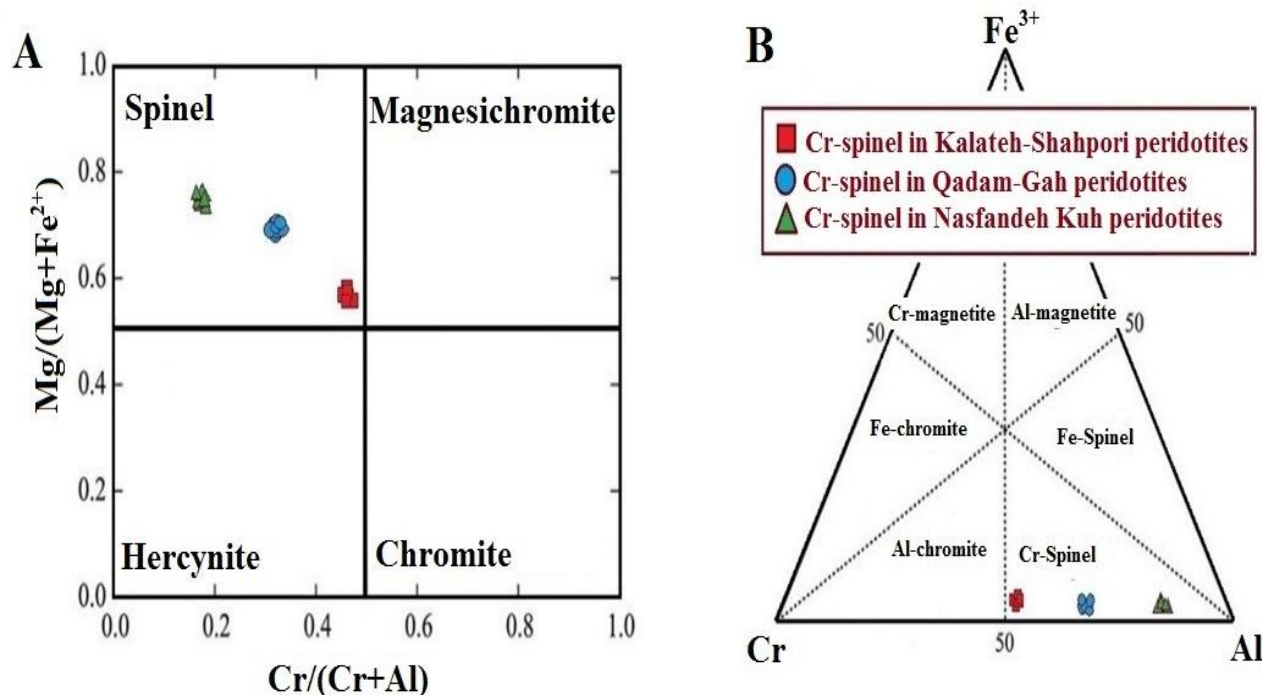 A
1.0
0.8
0.6
0.4
0.2
0.0
Mg/(Mg+Fe²⁺)
Spinel
Magnesichromite
Hercynite
Chromite
0.0
0.2
0.4
0.6
0.8
1.0
Cr/(Cr+Al)
B
Fe³⁺
Cr-spinel in Kalateh-Shahpori peridotites
Cr-spinel in Qadam-Gah peridotites
Cr-spinel in Nasfandeh Kuh peridotites
Cr-magnetite
Al-magnetite
50
50
Fe-chromite
Fe-Spinel
Al-chromite
Cr-Spinel
Cr
50
Al